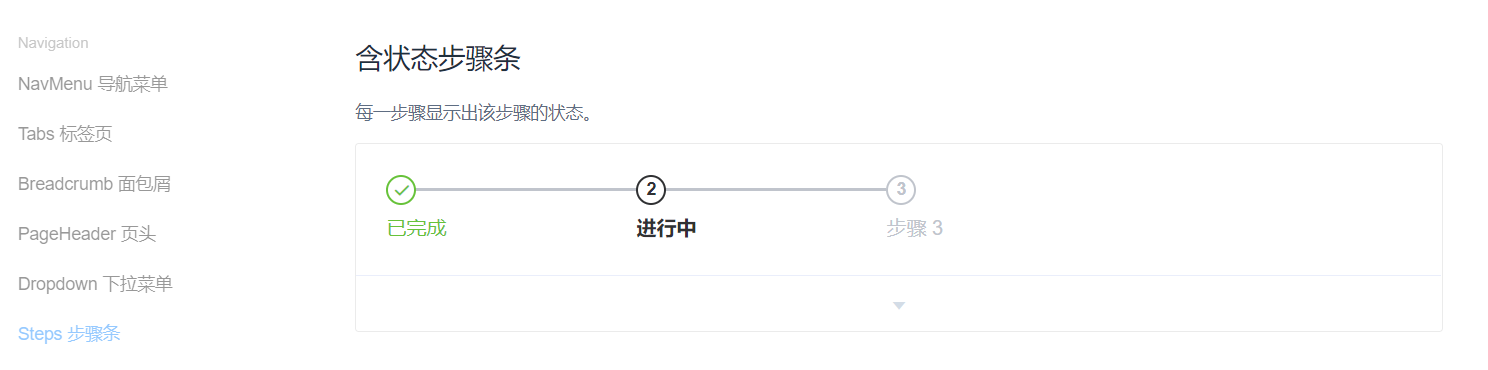 Navigation
NavMenu 导航菜单
Tabs 标签页
Breadcrumb 面包屑
PageHeader 页头
Dropdown 下拉菜单
Steps 步骤条
含状态步骤条
每一步骤显示出该步骤的状态。
2
3
已完成
进行中
步骤 3